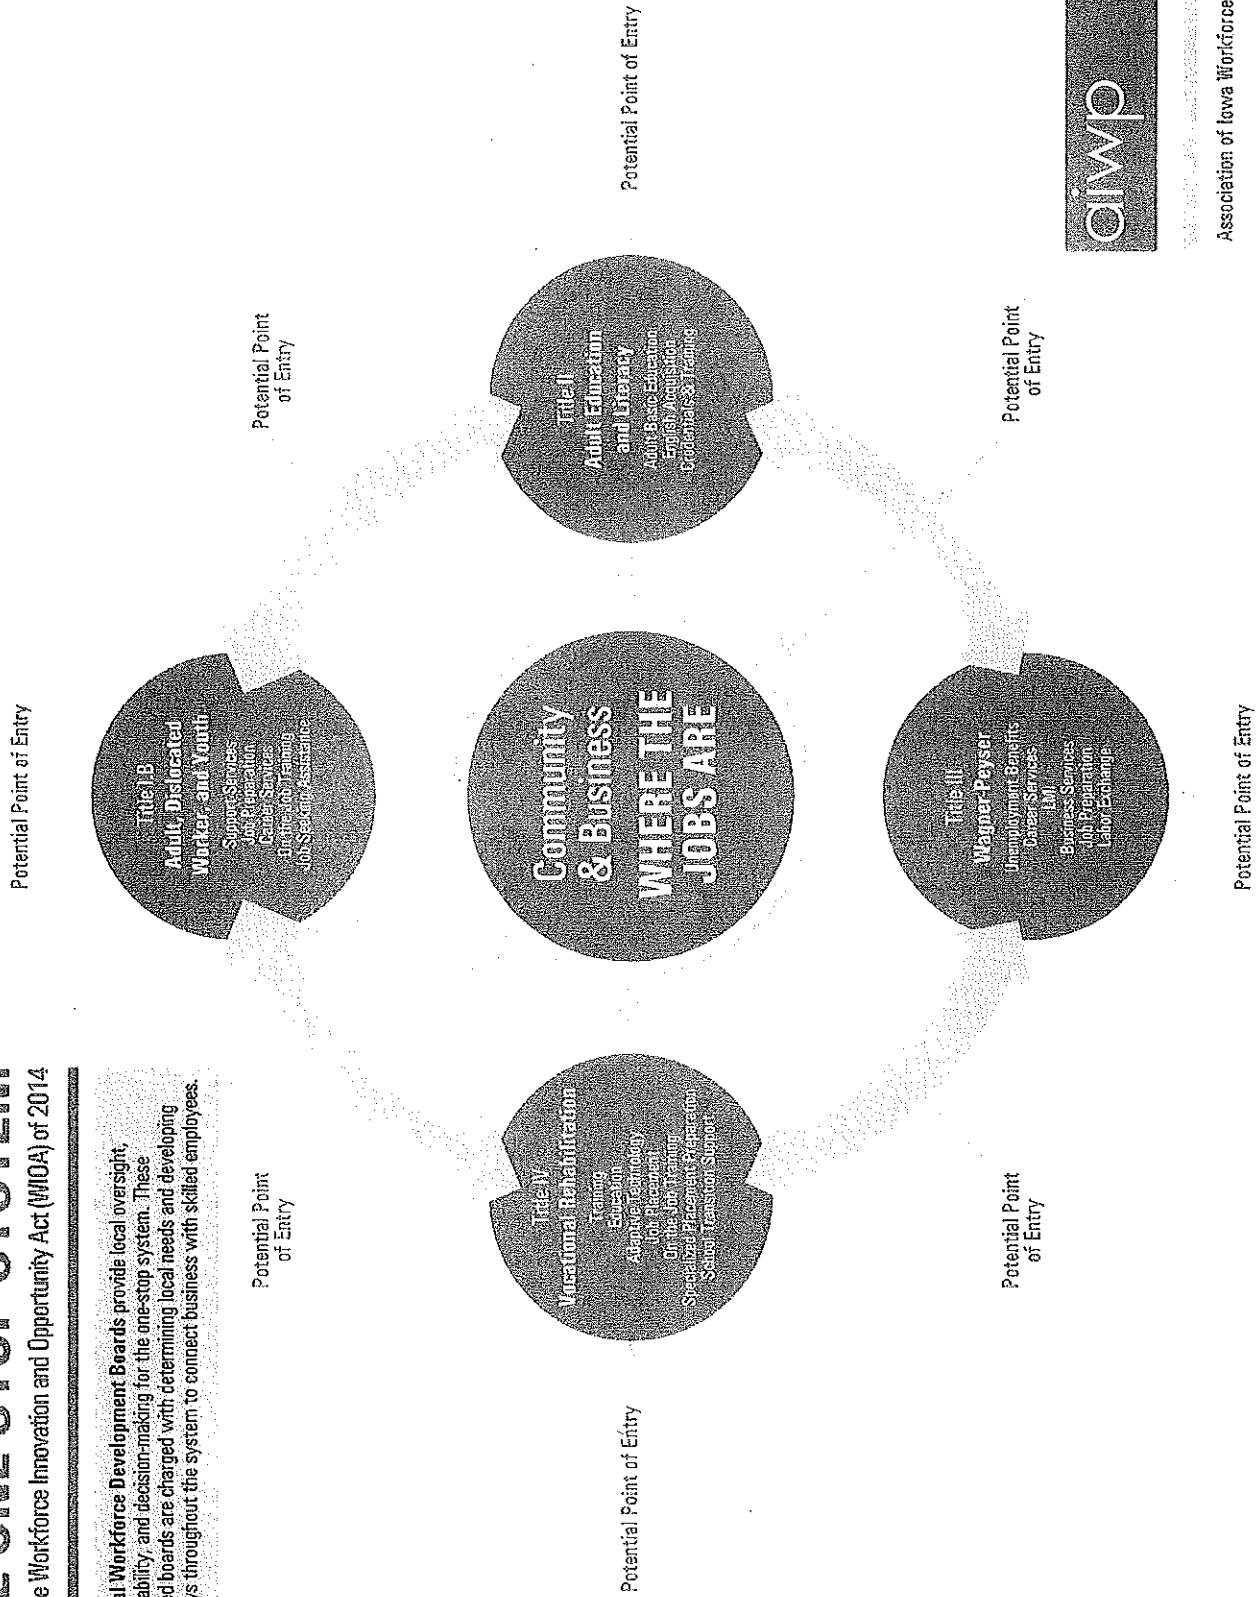 ONE STOP SYSTEM
Workforce Innovation and Opportunity Act (WIOA) of 2014
Workforce Development Boards provide local oversight,
and decision-making for the one-stop system. These
boards are charged with determining local needs and developing
throughout the system to connect business with skilled employees.
Potential Point of Entry
Potential Point
of Entry
Potential Point
of Entry
Title I B
Adult, Dislocated
Worker and Youth
Support Services
Job Preparation
Career Services
On-the-Job Training
Job Seeking Assistance
Potential Point of Entry
Title IV
Vocational Rehabilitation
Training
Education
Adaptive Technology
Job Placement
On the Job Training
Specialized Placement Preparation
School Transition Support
Community
& Business
WHERE THE
JOBS ARE
Title II
Adult Education
and Literacy
Adult Basic Education
English Acquisition
Credentials & Training
Potential Point of Entry
Title III
Wagner-Peyser
Unemployment Benefits
Career Services
LMI
Business Services
Job Preparation
Labor Exchange
Potential Point
of Entry
Potential Point
of Entry
Potential Point of Entry
aiwp
Association of Iowa Workforce